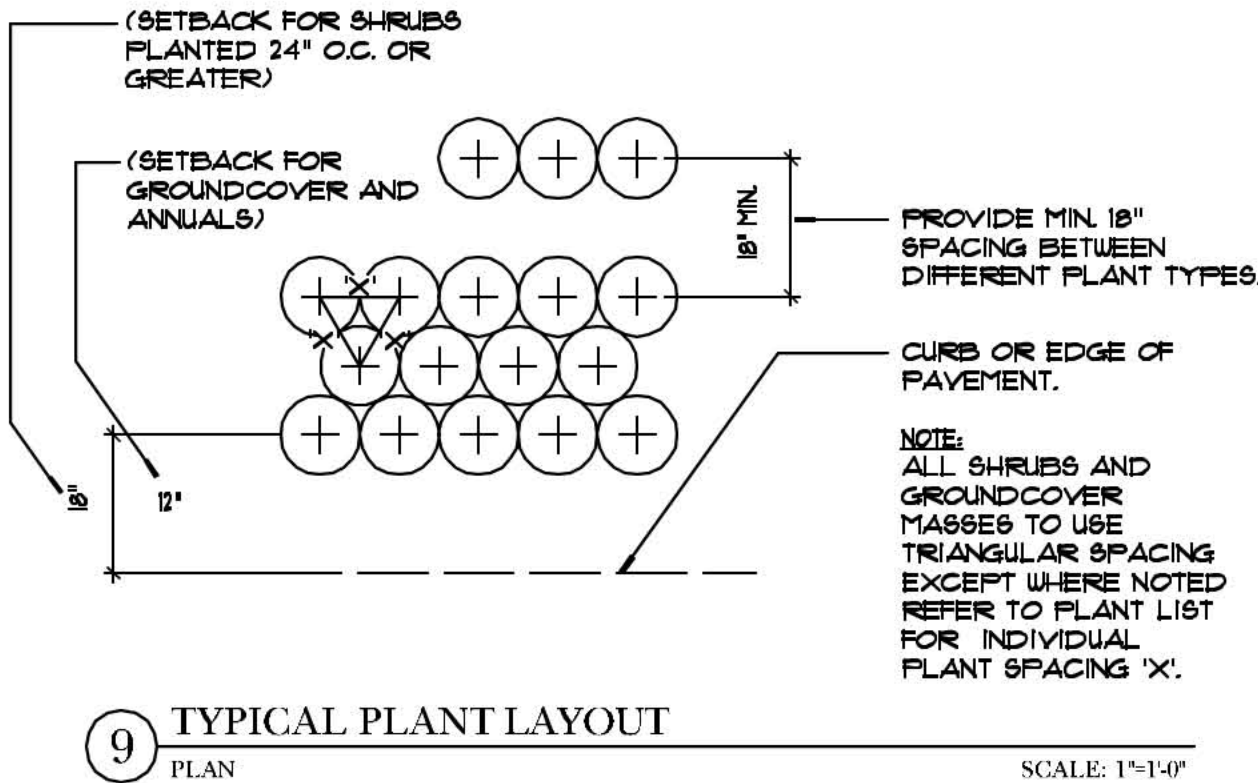 (SETBACK FOR SHRUBS
PLANTED 24" O.C. OR
GREATER)
(SETBACK FOR
GROUNDCOVER AND
ANNUALS)
18" MIN.
PROVIDE MIN. 18"
SPACING BETWEEN
DIFFERENT PLANT TYPES.
'X'
'X'
'X'
CURB OR EDGE OF
PAVEMENT.
18"
12"
NOTE:
ALL SHRUBS AND
GROUNDCOVER
MASSES TO USE
TRIANGULAR SPACING
EXCEPT WHERE NOTED
REFER TO PLANT LIST
FOR INDIVIDUAL
PLANT SPACING 'X'.
9
TYPICAL PLANT LAYOUT
PLAN
SCALE: 1"=1'-0"